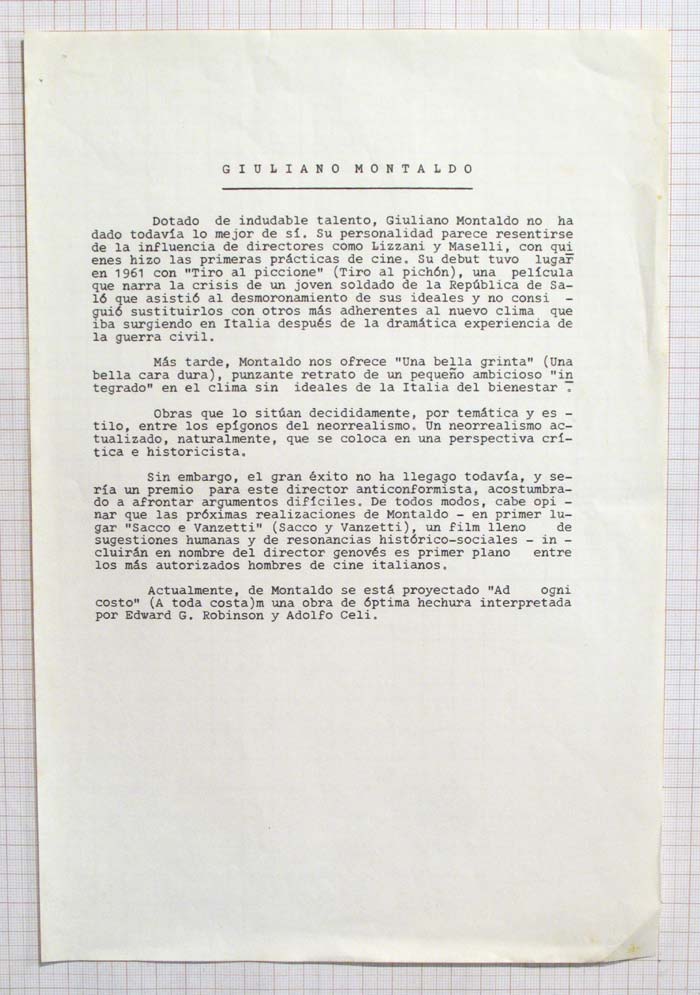 G I U L I A N O  M O N T A L D O
Dotado de indudable talento, Giuliano Montaldo no ha
dado todavía lo mejor de sí. Su personalidad parece resentirse
de la influencia de directores como Lizzani y Maselli, con qui
enes hizo las primeras prácticas de cine. Su debut tuvo lugar
en 1961 con "Tiro al piccione" (Tiro al pichón), una película
que narra la crisis de un joven soldado de la República de Sa-
ló que asistió al desmoronamiento de sus ideales y no consi -
guió sustituirlos con otros más adherentes al nuevo clima que
iba surgiendo en Italia después de la dramática experiencia de
la guerra civil.
Más tarde, Montaldo nos ofrece "Una bella grinta" (Una
bella cara dura), punzante retrato de un pequeño ambicioso "in
tegrado" en el clima sin ideales de la Italia del bienestar .
Obras que lo sitúan decididamente, por temática y es -
tilo, entre los epígonos del neorrealismo. Un neorrealismo ac-
tualizado, naturalmente, que se coloca en una perspectiva crí-
tica e historicista.
Sin embargo, el gran éxito no ha llegago todavía, y se-
ría un premio para este director anticonformista, acostumbra-
do a afrontar argumentos difíciles. De todos modos, cabe opi -
nar que las próximas realizaciones de Montaldo - en primer lu-
gar "Sacco e Vanzetti" (Sacco y Vanzetti), un film lleno de
sugestiones humanas y de resonancias histórico-sociales - in -
cluirán en nombre del director genovés es primer plano entre
los más autorizados hombres de cine italianos.
Actualmente, de Montaldo se está proyectado "Ad ogni
costo" (A toda costa)m una obra de óptima hechura interpretada
por Edward G. Robinson y Adolfo Celi.